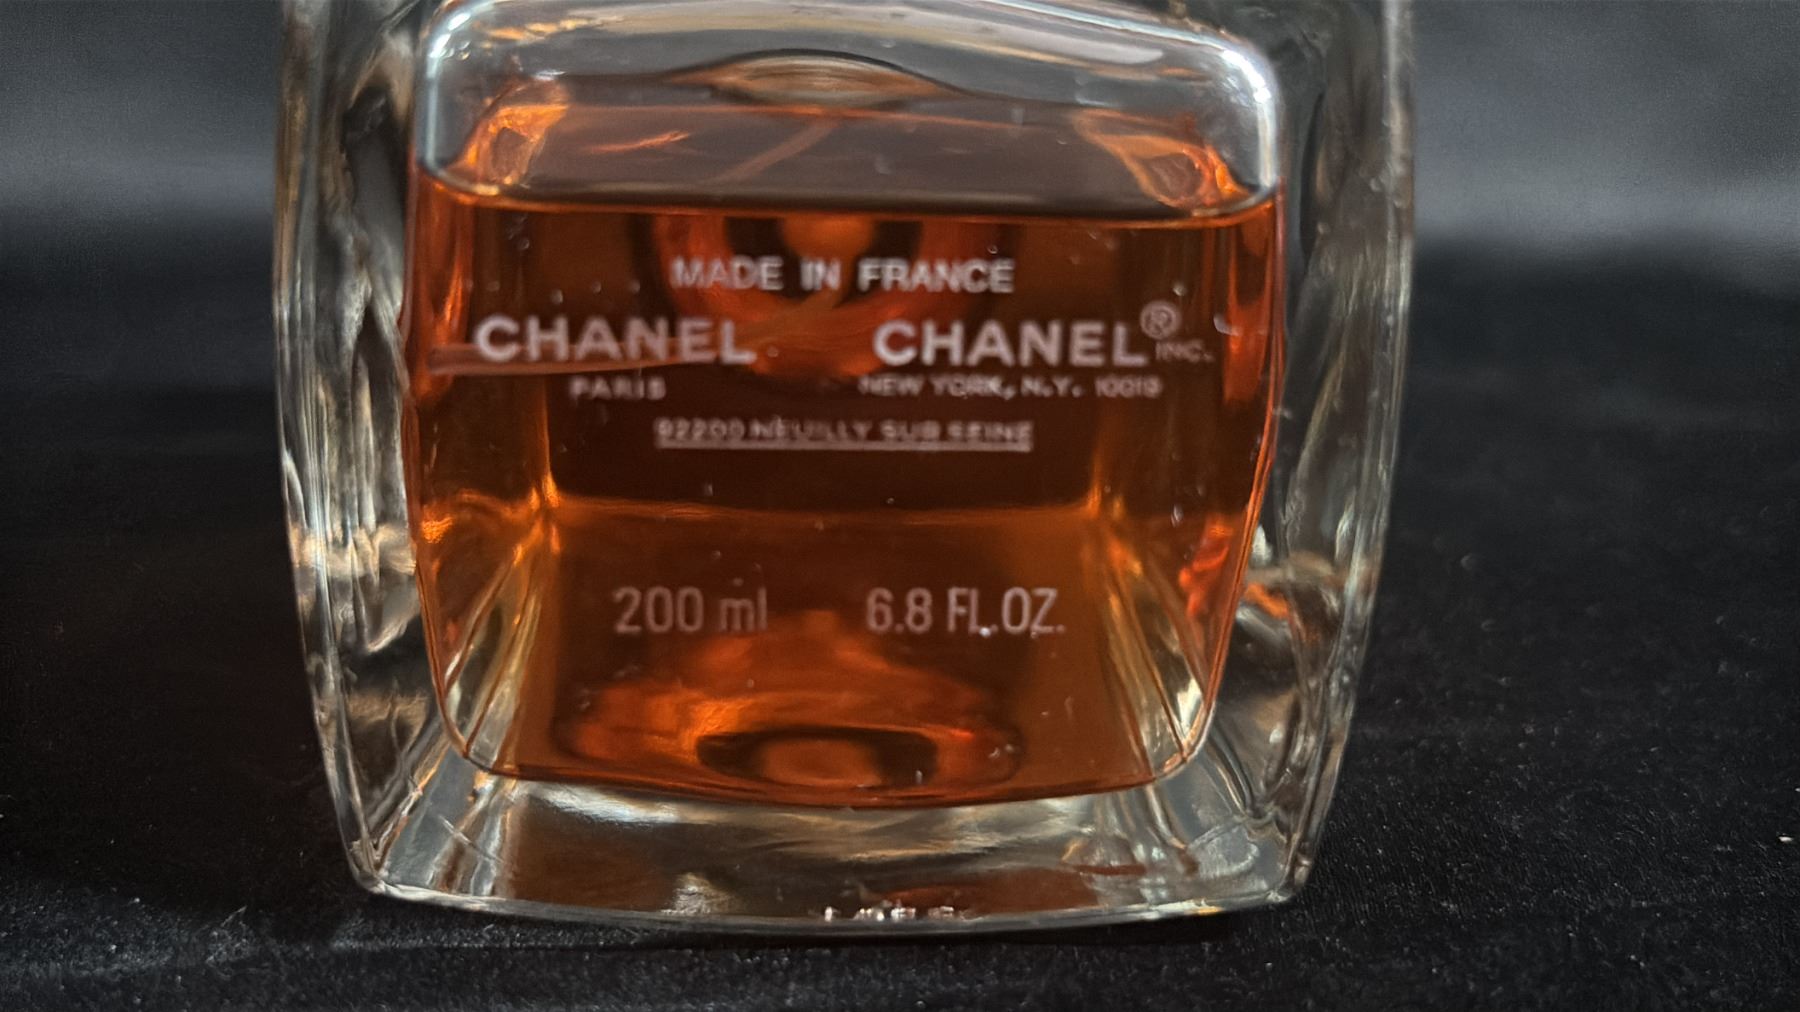 MADE IN FRANCE
CHANEL CHANEL® INC.
PARIS NEW YORK, N.Y. 10019
92200 NEUILLY SUR SEINE
200 ml 6.8 FL.OZ.